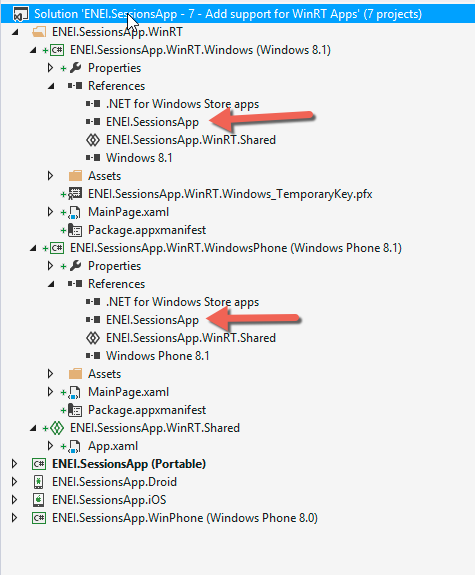 Solution 'ENEI.SessionsApp - 7 - Add support for WinRT Apps' (7 projects)
ENEI.SessionsApp.WinRT
C# ENEI.SessionsApp.WinRT.Windows (Windows 8.1)
Properties
References
.NET for Windows Store apps
ENEI.SessionsApp
ENEI.SessionsApp.WinRT.Shared
Windows 8.1
Assets
ENEI.SessionsApp.WinRT.Windows_TemporaryKey.pfx
MainPage.xaml
Package.appxmanifest
C# ENEI.SessionsApp.WinRT.WindowsPhone (Windows Phone 8.1)
Properties
References
.NET for Windows Store apps
ENEI.SessionsApp
ENEI.SessionsApp.WinRT.Shared
Windows Phone 8.1
Assets
MainPage.xaml
Package.appxmanifest
ENEI.SessionsApp.WinRT.Shared
App.xaml
C# ENEI.SessionsApp (Portable)
ENEI.SessionsApp.Droid
ENEI.SessionsApp.iOS
C# ENEI.SessionsApp.WinPhone (Windows Phone 8.0)